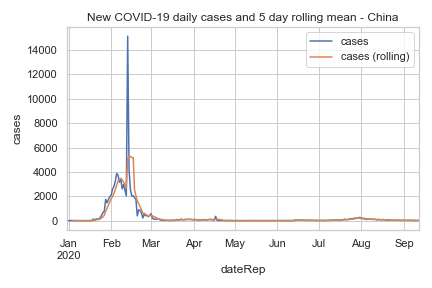 New COVID-19 daily cases and 5 day rolling mean - China
cases
cases (rolling)
14000
12000
10000
8000
6000
4000
2000
0
cases
Jan Feb Mar Apr May Jun Jul Aug Sep
2020
dateRep